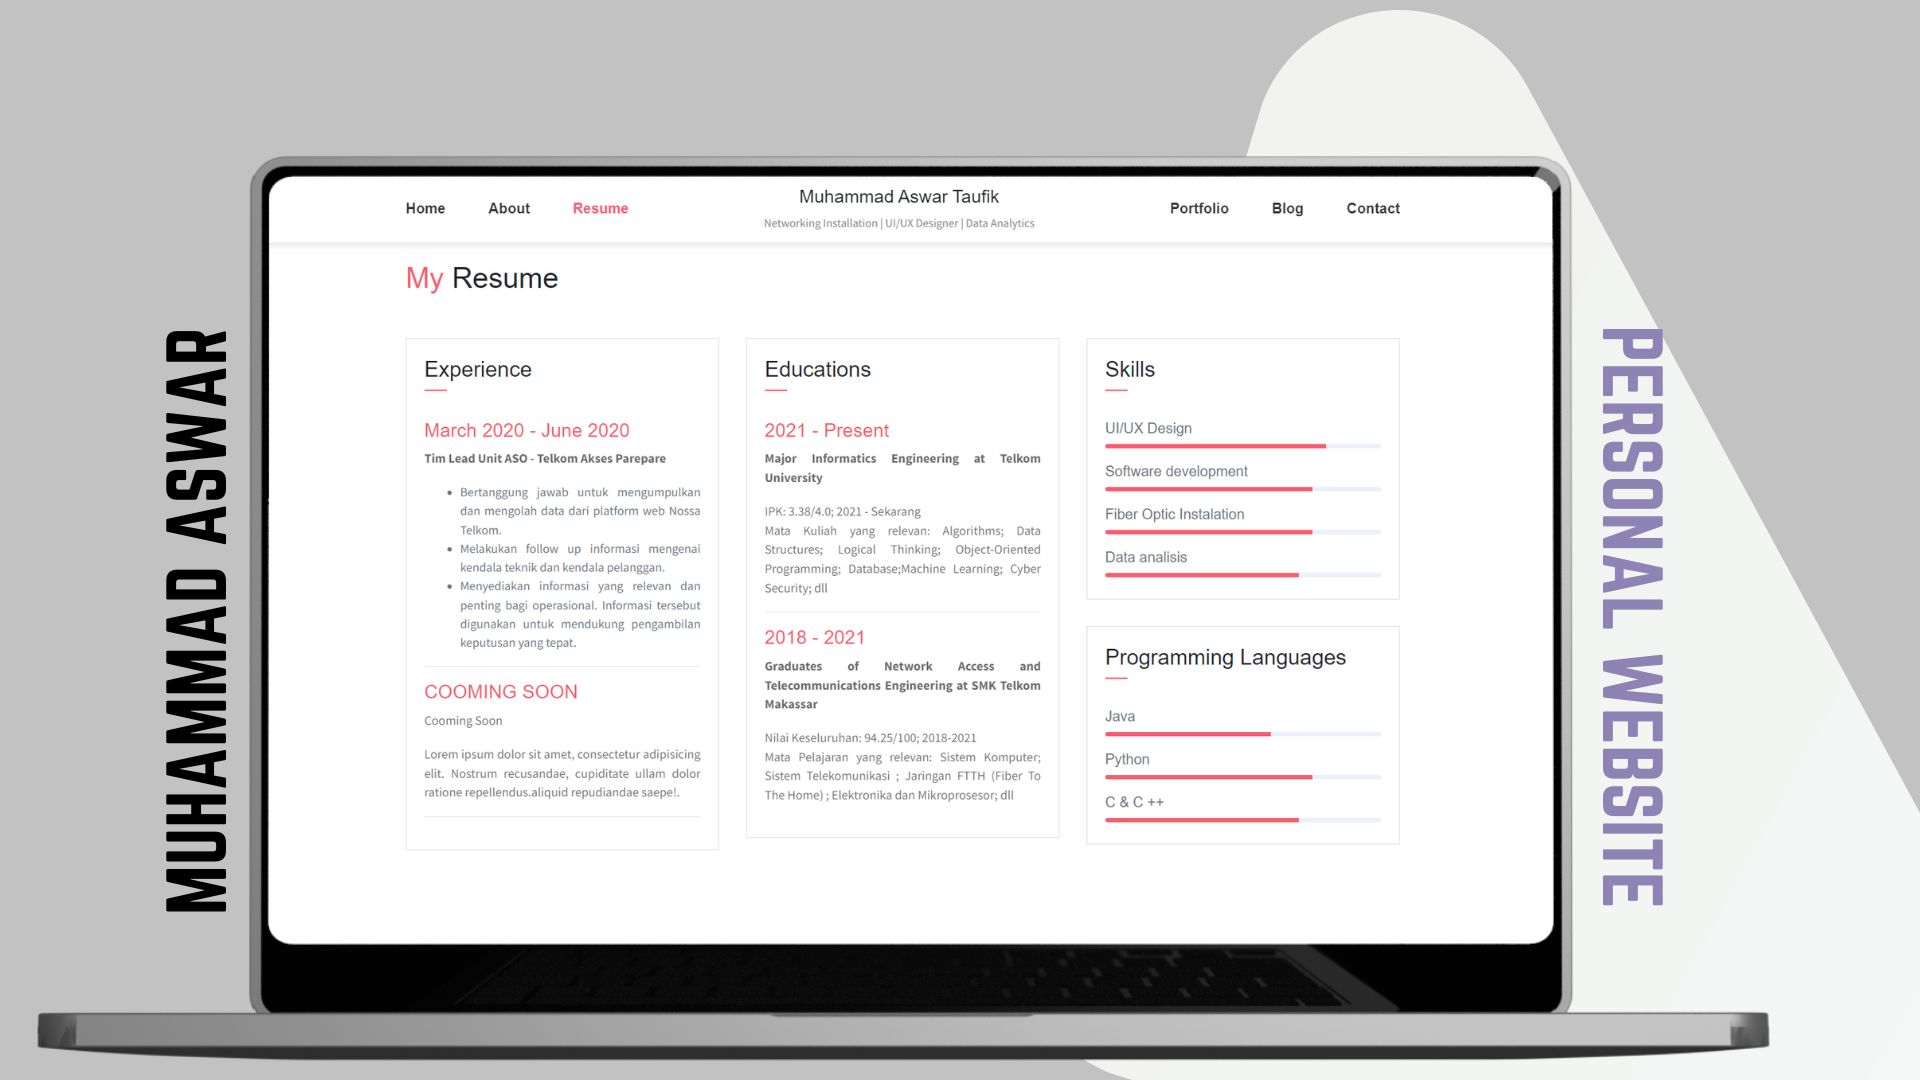 MUHAMMAD ASWAR
Home
About
Resume
Muhammad Aswar Taufik
Networking Installation | UI/UX Designer | Data Analytics
Portfolio
Blog
Contact
My Resume
Experience
March 2020 - June 2020
Tim Lead Unit ASO - Telkom Akses Parepare
• Bertanggung jawab untuk mengumpulkan
dan mengolah data dari platform web Nossa
Telkom.
• Melakukan follow up informasi mengenai
kendala teknik dan kendala pelanggan.
• Menyediakan informasi yang relevan dan
penting bagi operasional. Informasi tersebut
digunakan untuk mendukung pengambilan
keputusan yang tepat.
COOMING SOON
Cooming Soon
Lorem ipsum dolor sit amet, consectetur adipisicing
elit. Nostrum recusandae, cupiditate ullam dolor
ratione repellendus.aliquid repudiandae saepe!.
Educations
2021 - Present
Major Informatics Engineering at Telkom
University
IPK: 3.38/4.0; 2021 - Sekarang
Mata Kuliah yang relevan: Algorithms; Data
Structures; Logical Thinking; Object-Oriented
Programming; Database;Machine Learning; Cyber
Security; dll
2018 - 2021
Graduates of Network Access and
Telecommunications Engineering at SMK Telkom
Makassar
Nilai Keseluruhan: 94.25/100; 2018-2021
Mata Pelajaran yang relevan: Sistem Komputer;
Sistem Telekomunikasi ; Jaringan FTTH (Fiber To
The Home) ; Elektronika dan Mikroprosesor; dll
Skills
UI/UX Design
Software development
Fiber Optic Instalation
Data analisis
Programming Languages
Java
Python
C & C ++
PERSONAL WEBSITE